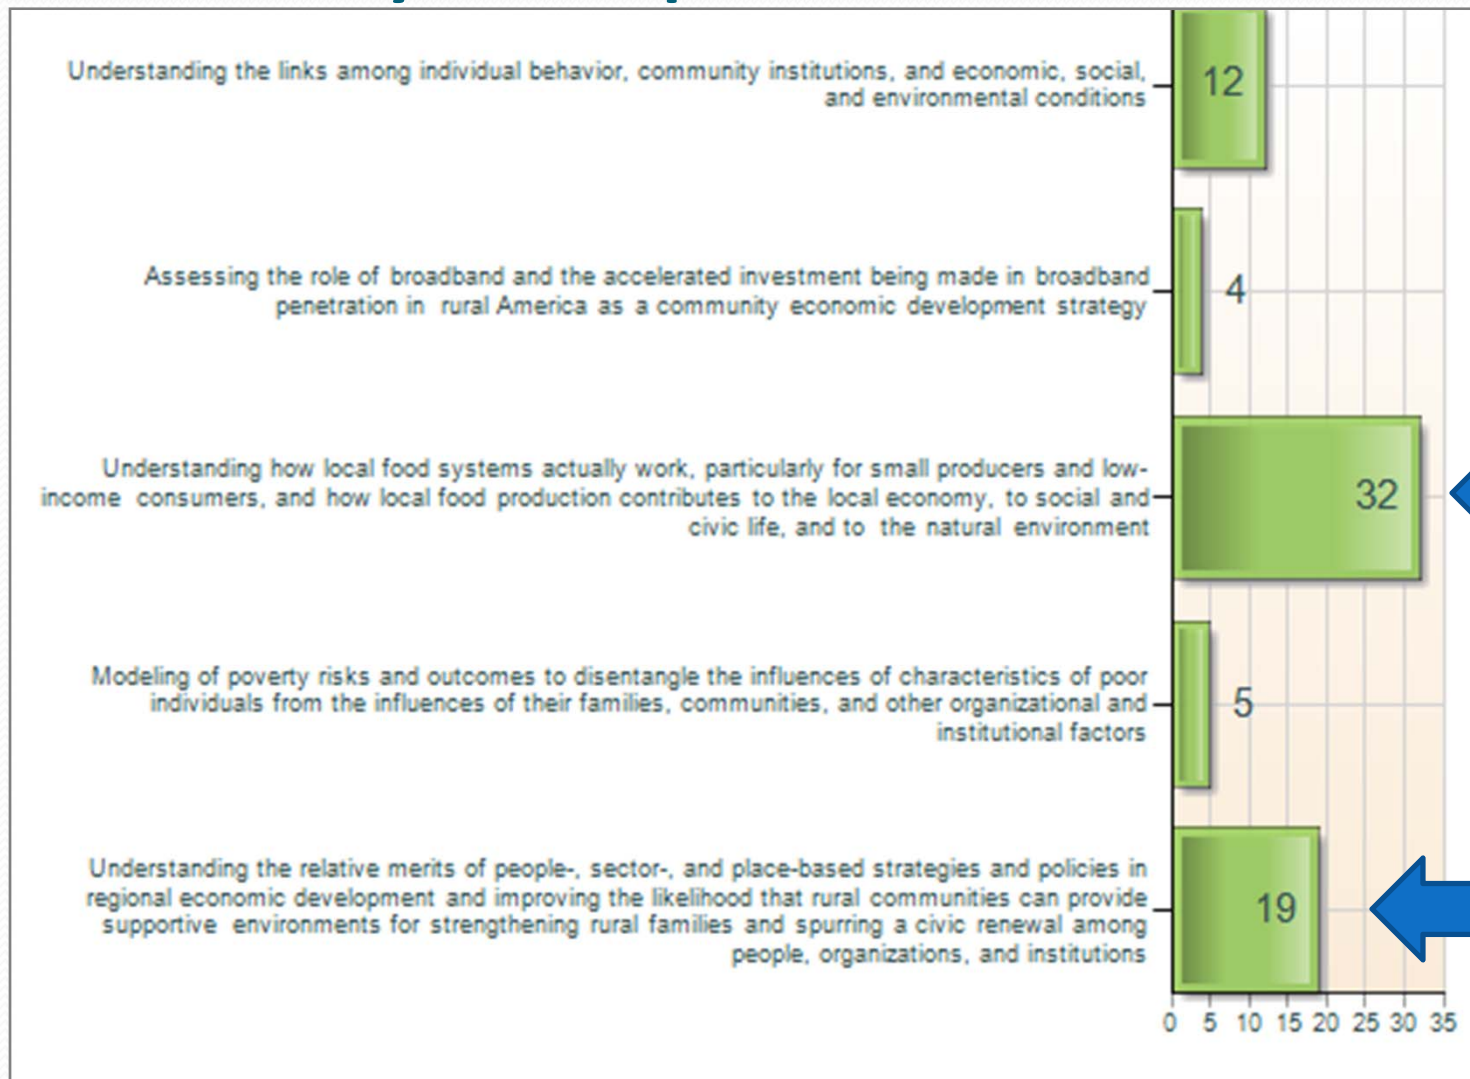 Understanding the links among individual behavior, community institutions, and economic, social,
and environmental conditions
12
Assessing the role of broadband and the accelerated investment being made in broadband
penetration in rural America as a community economic development strategy
4
Understanding how local food systems actually work, particularly for small producers and low-
income consumers, and how local food production contributes to the local economy, to social and
civic life, and to the natural environment
32
Modeling of poverty risks and outcomes to disentangle the influences of characteristics of poor
individuals from the influences of their families, communities, and other organizational and
institutional factors
5
Understanding the relative merits of people-, sector-, and place-based strategies and policies in
regional economic development and improving the likelihood that rural communities can provide
supportive environments for strengthening rural families and spurring a civic renewal among
people, organizations, and institutions
19
0 5 10 15 20 25 30 35